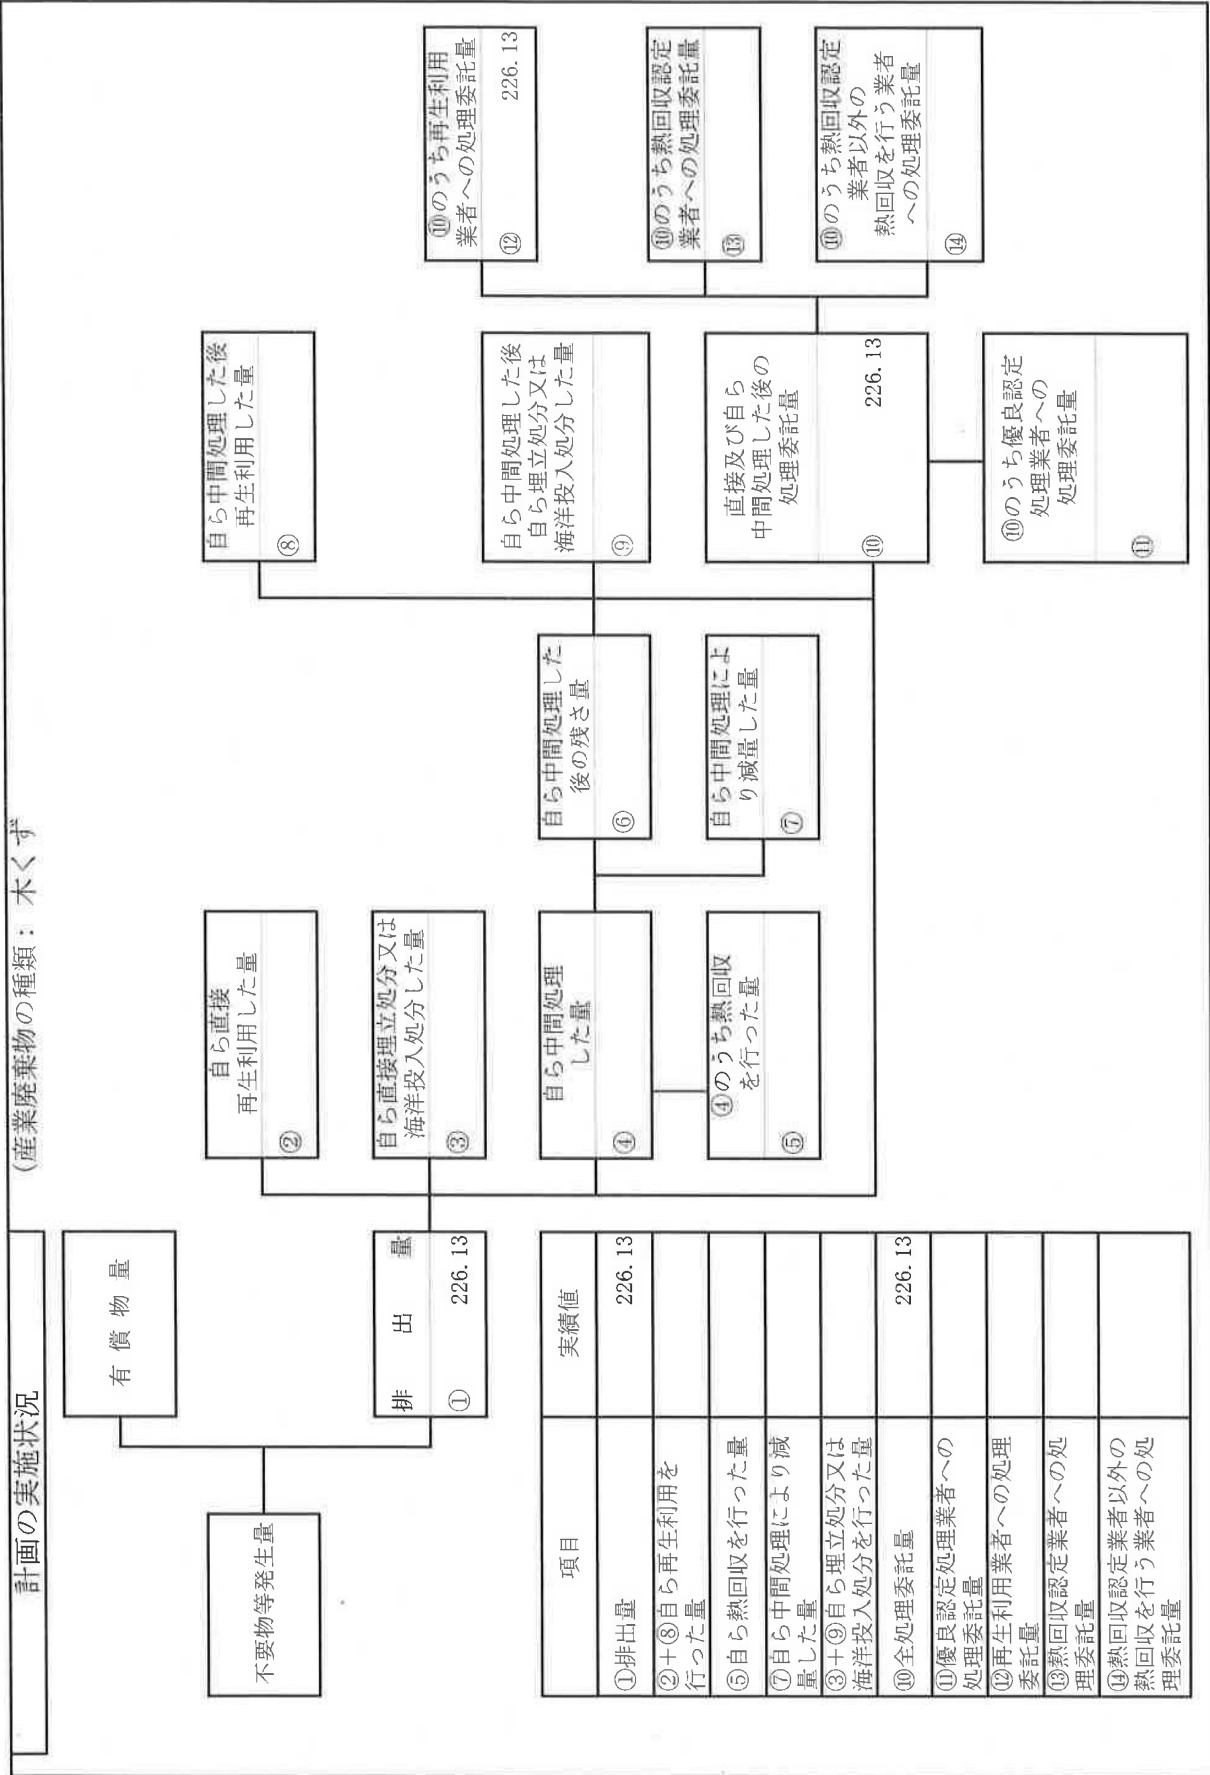 計画の実施状況
(産業廃棄物の種類：木くず
不要物等発生量
有償物量
排出量
① 226.13
自ら直接
再生利用した量
②
自ら直接埋立処分又は
海洋投入処分した量
③
自ら中間処理
した量
④
④のうち熱回収
を行った量
⑤
自ら中間処理した
後の残さ量
⑥
自ら中間処理によ
り減量した量
⑦
自ら中間処理した後
再生利用した量
⑧
自ら中間処理した後
自ら埋立処分又は
海洋投入処分した量
⑨
直接及び自ら
中間処理した後の
処理委託量
⑩ 226.13
⑩のうち優良認定
処理業者への
処理委託量
⑪
⑩のうち再生利用
業者への処理委託量
⑫ 226.13
⑩のうち熱回収認定
業者への処理委託量
⑬
⑩のうち熱回収認定
業者以外の
熱回収を行う業者
への処理委託量
⑭
項目 実績値
①排出量 226.13
②＋⑧自ら再生利用を
行った量
⑤自ら熱回収を行った量
⑦自ら中間処理により減
量した量
③＋⑨自ら埋立処分又は
海洋投入処分を行った量
⑩全処理委託量 226.13
⑪優良認定処理業者への
処理委託量
⑫再生利用業者への処理
委託量
⑬熱回収認定業者への処
理委託量
⑭熱回収認定業者以外の
熱回収を行う業者への処
理委託量